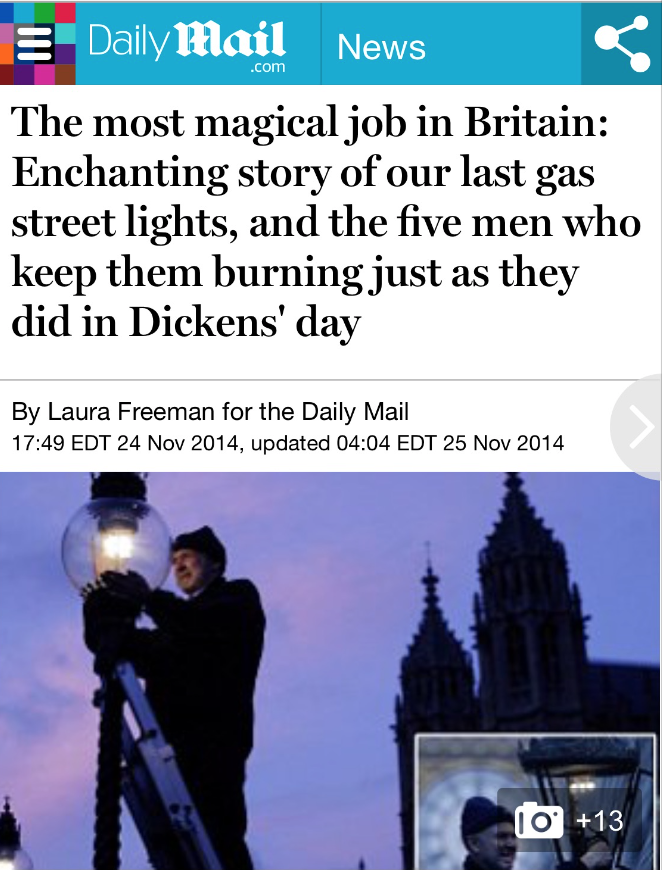 Daily Mail
.com
News
The most magical job in Britain:
Enchanting story of our last gas
street lights, and the five men who
keep them burning just as they
did in Dickens' day
By Laura Freeman for the Daily Mail
17:49 EDT 24 Nov 2014, updated 04:04 EDT 25 Nov 2014
+13